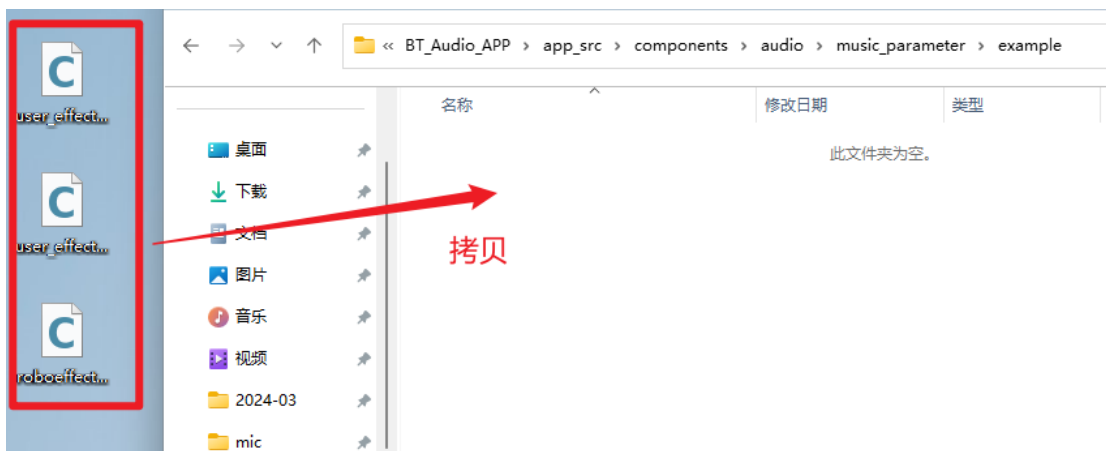 « BT_Audio_APP › app_src › components › audio › music_parameter › example
名称 修改日期 类型
此文件夹为空。
user_effect...
user_effect...
roboeffect...
桌面
下载
文档
图片
音乐
视频
2024-03
mic
拷贝